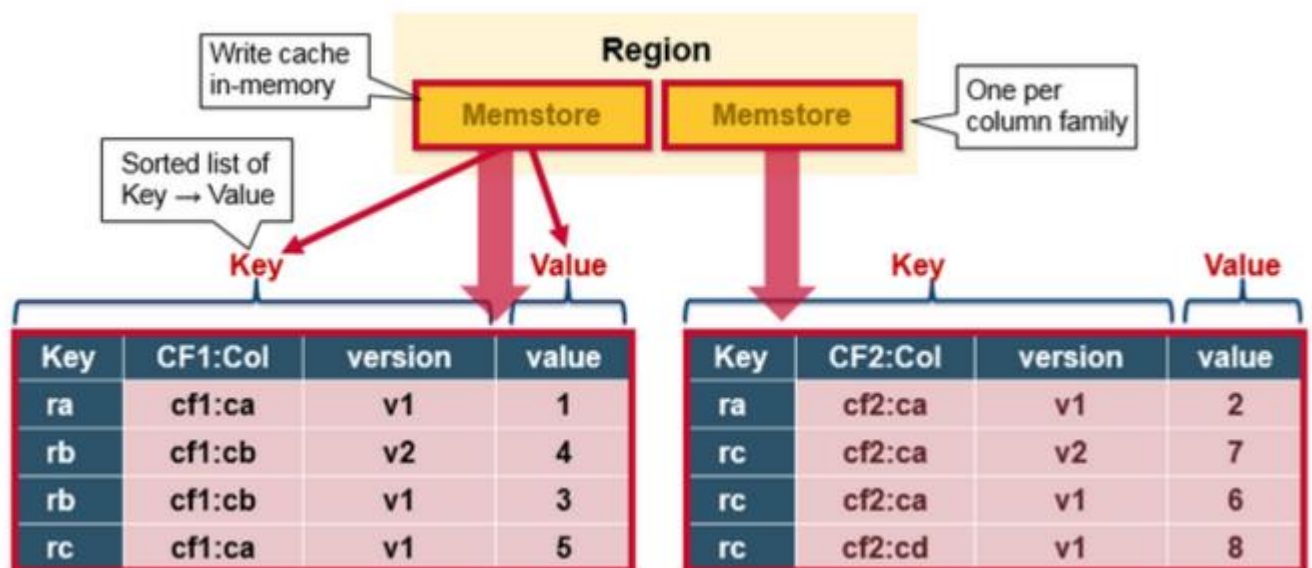 Region
Write cache
in-memory
Memstore
Memstore
One per
column family
Sorted list of
Key → Value
Key
Value
Key
Value
Key CF1:Col version value
ra cf1:ca v1 1
rb cf1:cb v2 4
rb cf1:cb v1 3
rc cf1:ca v1 5
Key CF2:Col version value
ra cf2:ca v1 2
rc cf2:ca v2 7
rc cf2:ca v1 6
rc cf2:cd v1 8